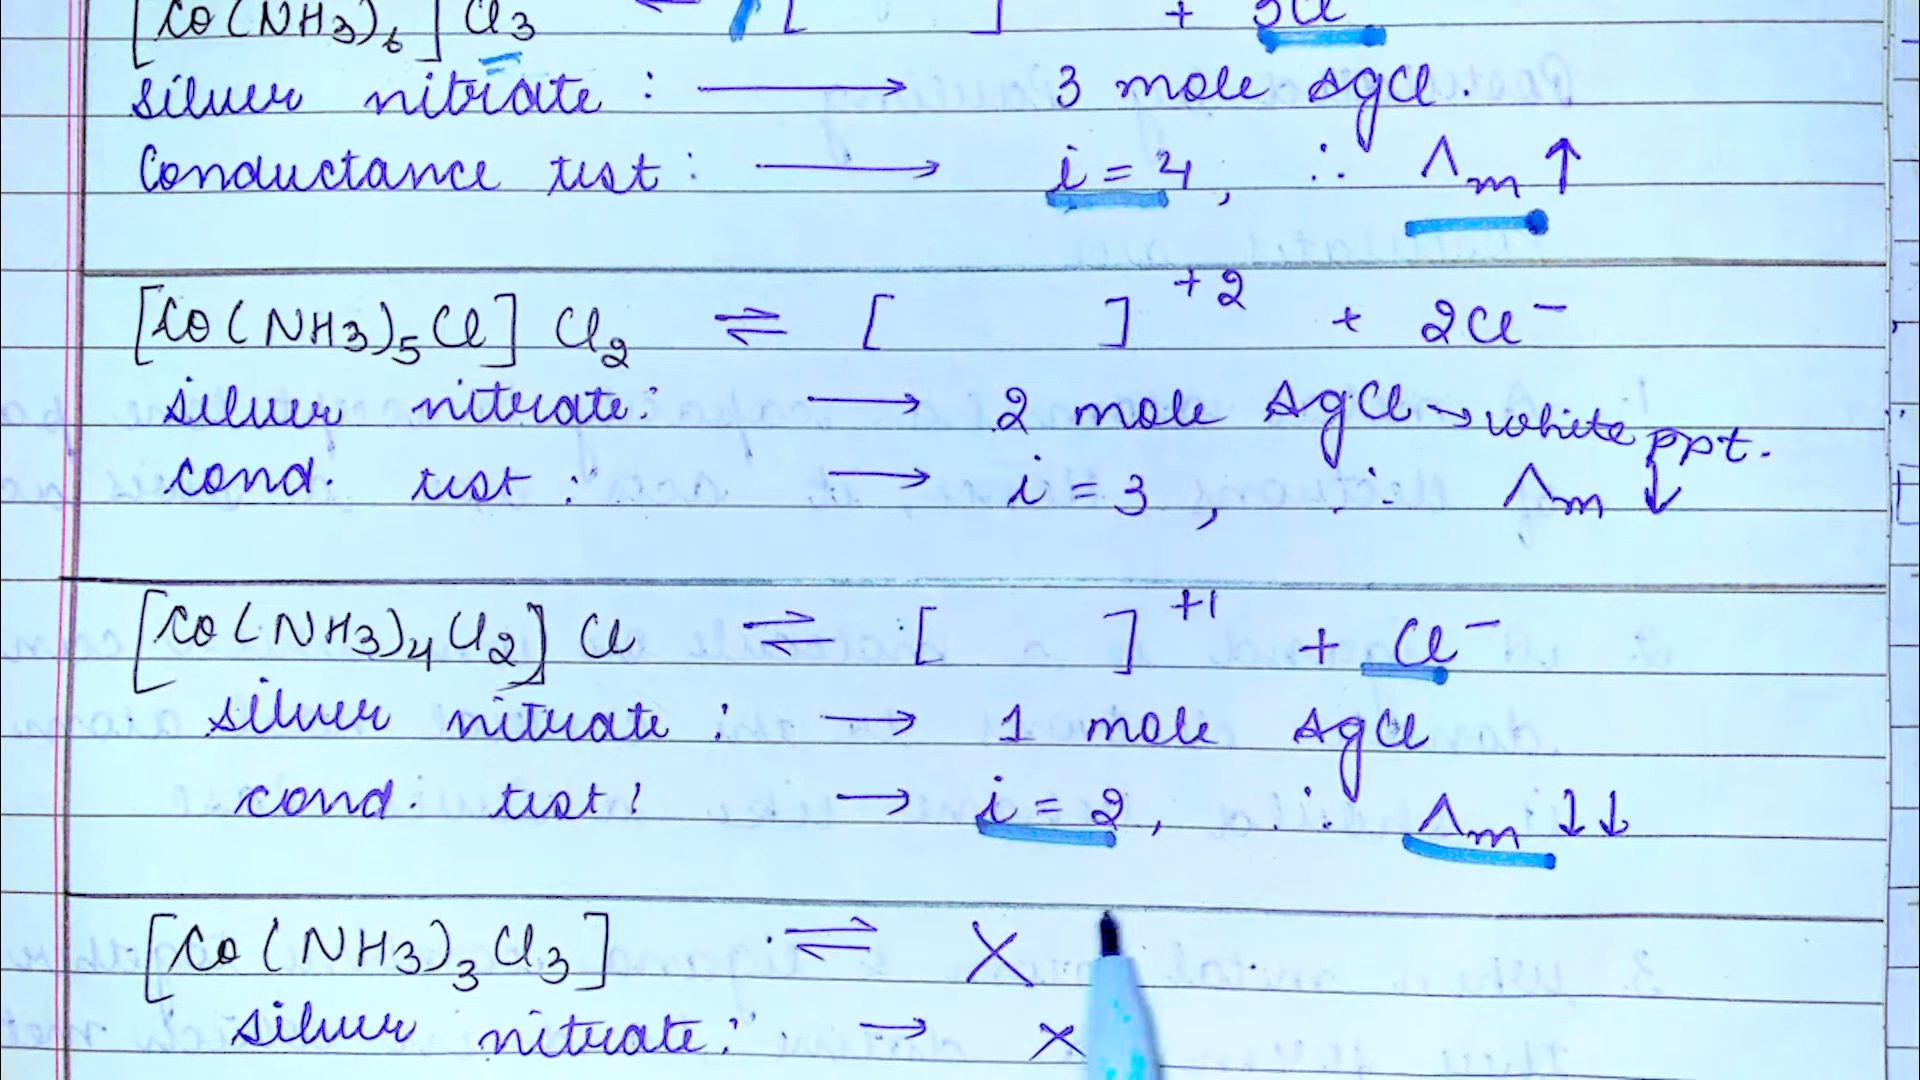 [Co(NH3)6]Cl3 ⇌ [ ] + 3Cl
silver nitrate : ⟶ 3 mole AgCl.
Conductance test : ⟶ i = 4, ∴ Λm ↑
[Co(NH3)5Cl] Cl2 ⇌ [ ]+2 + 2Cl−
silver nitrate: ⟶ 2 mole AgCl → white ppt.
cond. test : ⟶ i = 3, ∴ Λm ↓
[Co(NH3)4Cl2] Cl ⇌ [ ]+1 + Cl−
silver nitrate : → 1 mole AgCl
cond. test: → i = 2, ∴ Λm ↓↓
[Co(NH3)3Cl3] ⇌ X
silver nitrate: → X